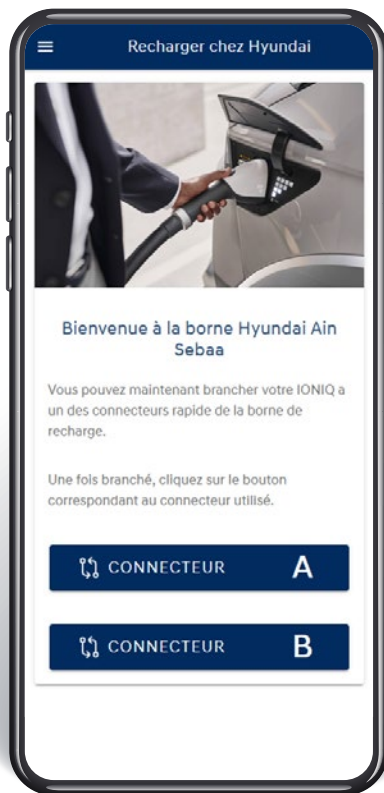 Recharger chez Hyundai
Bienvenue à la borne Hyundai Ain
Sebaa
Vous pouvez maintenant brancher votre IONIQ a
un des connecteurs rapide de la borne de
recharge.
Une fois branché, cliquez sur le bouton
correspondant au connecteur utilisé.
CONNECTEUR A
CONNECTEUR B